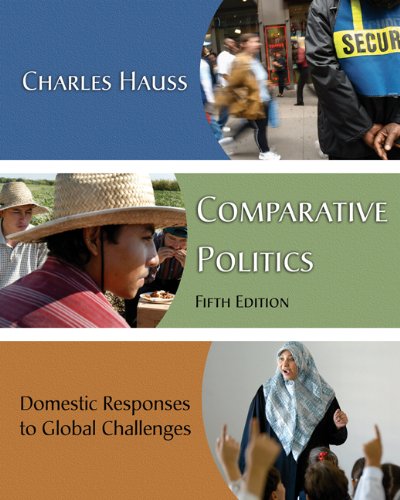 CHARLES HAUSS
SECUR
COMPARATIVE
POLITICS
FIFTH EDITION
Domestic Responses
to Global Challenges